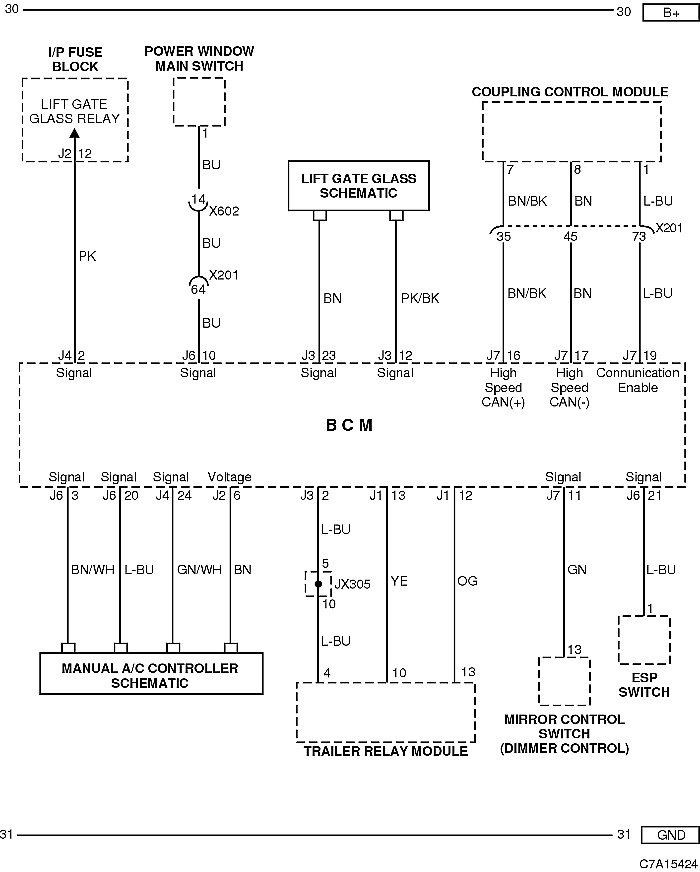 30
30
B+
I/P FUSE
BLOCK
LIFT GATE
GLASS RELAY
J2 12
PK
POWER WINDOW
MAIN SWITCH
1
BU
14
X602
BU
X201
64
BU
LIFT GATE GLASS
SCHEMATIC
BN
PK/BK
COUPLING CONTROL MODULE
7
8
1
BN/BK
BN
L-BU
X201
35
45
73
BN/BK
BN
L-BU
J4 2
J6 10
J3 23
J3 12
J7 16
J7 17
J7 19
Signal
Signal
Signal
Signal
High
Speed
CAN(+)
High
Speed
CAN(-)
Convnunication
Enable
B C M
Signal
Signal
Signal
Voltage
Signal
Signal
J6 3
J6 20
J4 24
J2 6
J3 2
J1 13
J1 12
J7 11
J6 21
BN/WH
L-BU
GN/WH
BN
MANUAL A/C CONTROLLER
SCHEMATIC
L-BU
5
JX305
10
L-BU
YE
OG
4
10
13
TRAILER RELAY MODULE
GN
13
MIRROR CONTROL
SWITCH
(DIMMER CONTROL)
L-BU
1
ESP
SWITCH
31
31
GND
C7A15424